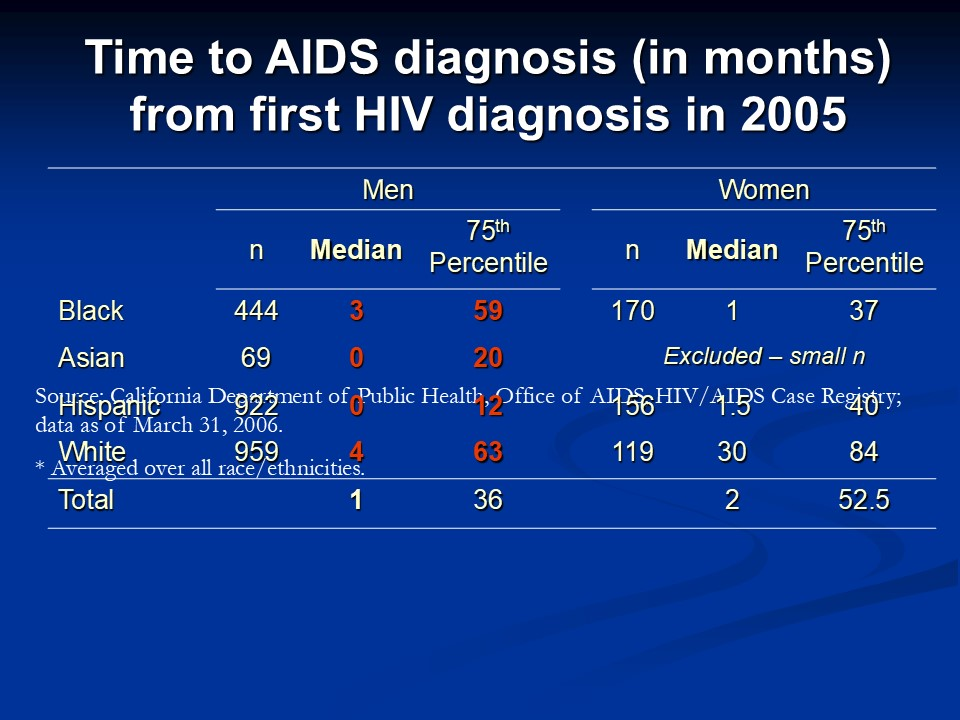 Time to AIDS diagnosis (in months)
from first HIV diagnosis in 2005
Men Women
n Median 75th Percentile n Median 75th Percentile
Black 444 3 59 170 1 37
Asian 69 0 20 Excluded – small n
Hispanic 922 0 12 156 1.5 40
White 959 4 63 119 30 84
Total 1 36 2 52.5
Source: California Department of Public Health, Office of AIDS, HIV/AIDS Case Registry;
data as of March 31, 2006.
* Averaged over all race/ethnicities.